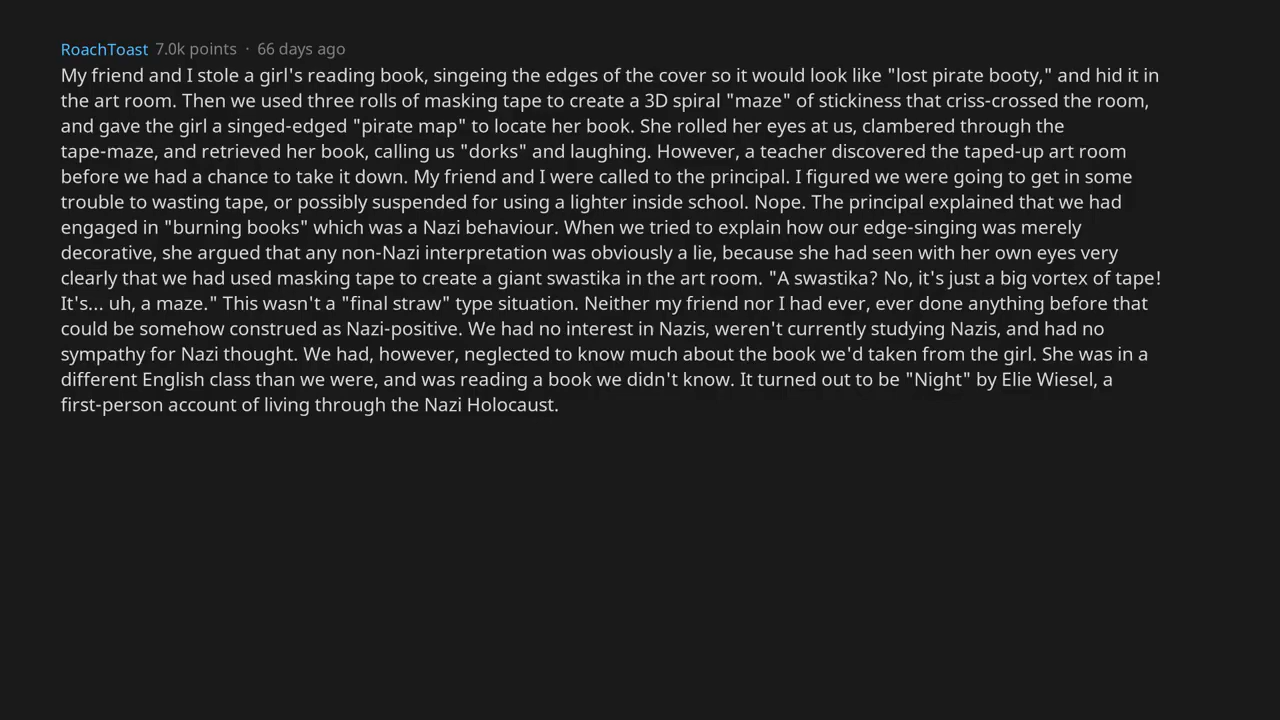 RoachToast 7.0k points · 66 days ago
My friend and I stole a girl's reading book, singeing the edges of the cover so it would look like "lost pirate booty," and hid it in
the art room. Then we used three rolls of masking tape to create a 3D spiral "maze" of stickiness that criss-crossed the room,
and gave the girl a singed-edged "pirate map" to locate her book. She rolled her eyes at us, clambered through the
tape-maze, and retrieved her book, calling us "dorks" and laughing. However, a teacher discovered the taped-up art room
before we had a chance to take it down. My friend and I were called to the principal. I figured we were going to get in some
trouble to wasting tape, or possibly suspended for using a lighter inside school. Nope. The principal explained that we had
engaged in "burning books" which was a Nazi behaviour. When we tried to explain how our edge-singing was merely
decorative, she argued that any non-Nazi interpretation was obviously a lie, because she had seen with her own eyes very
clearly that we had used masking tape to create a giant swastika in the art room. "A swastika? No, it's just a big vortex of tape!
It's... uh, a maze." This wasn't a "final straw" type situation. Neither my friend nor I had ever, ever done anything before that
could be somehow construed as Nazi-positive. We had no interest in Nazis, weren't currently studying Nazis, and had no
sympathy for Nazi thought. We had, however, neglected to know much about the book we'd taken from the girl. She was in a
different English class than we were, and was reading a book we didn't know. It turned out to be "Night" by Elie Wiesel, a
first-person account of living through the Nazi Holocaust.